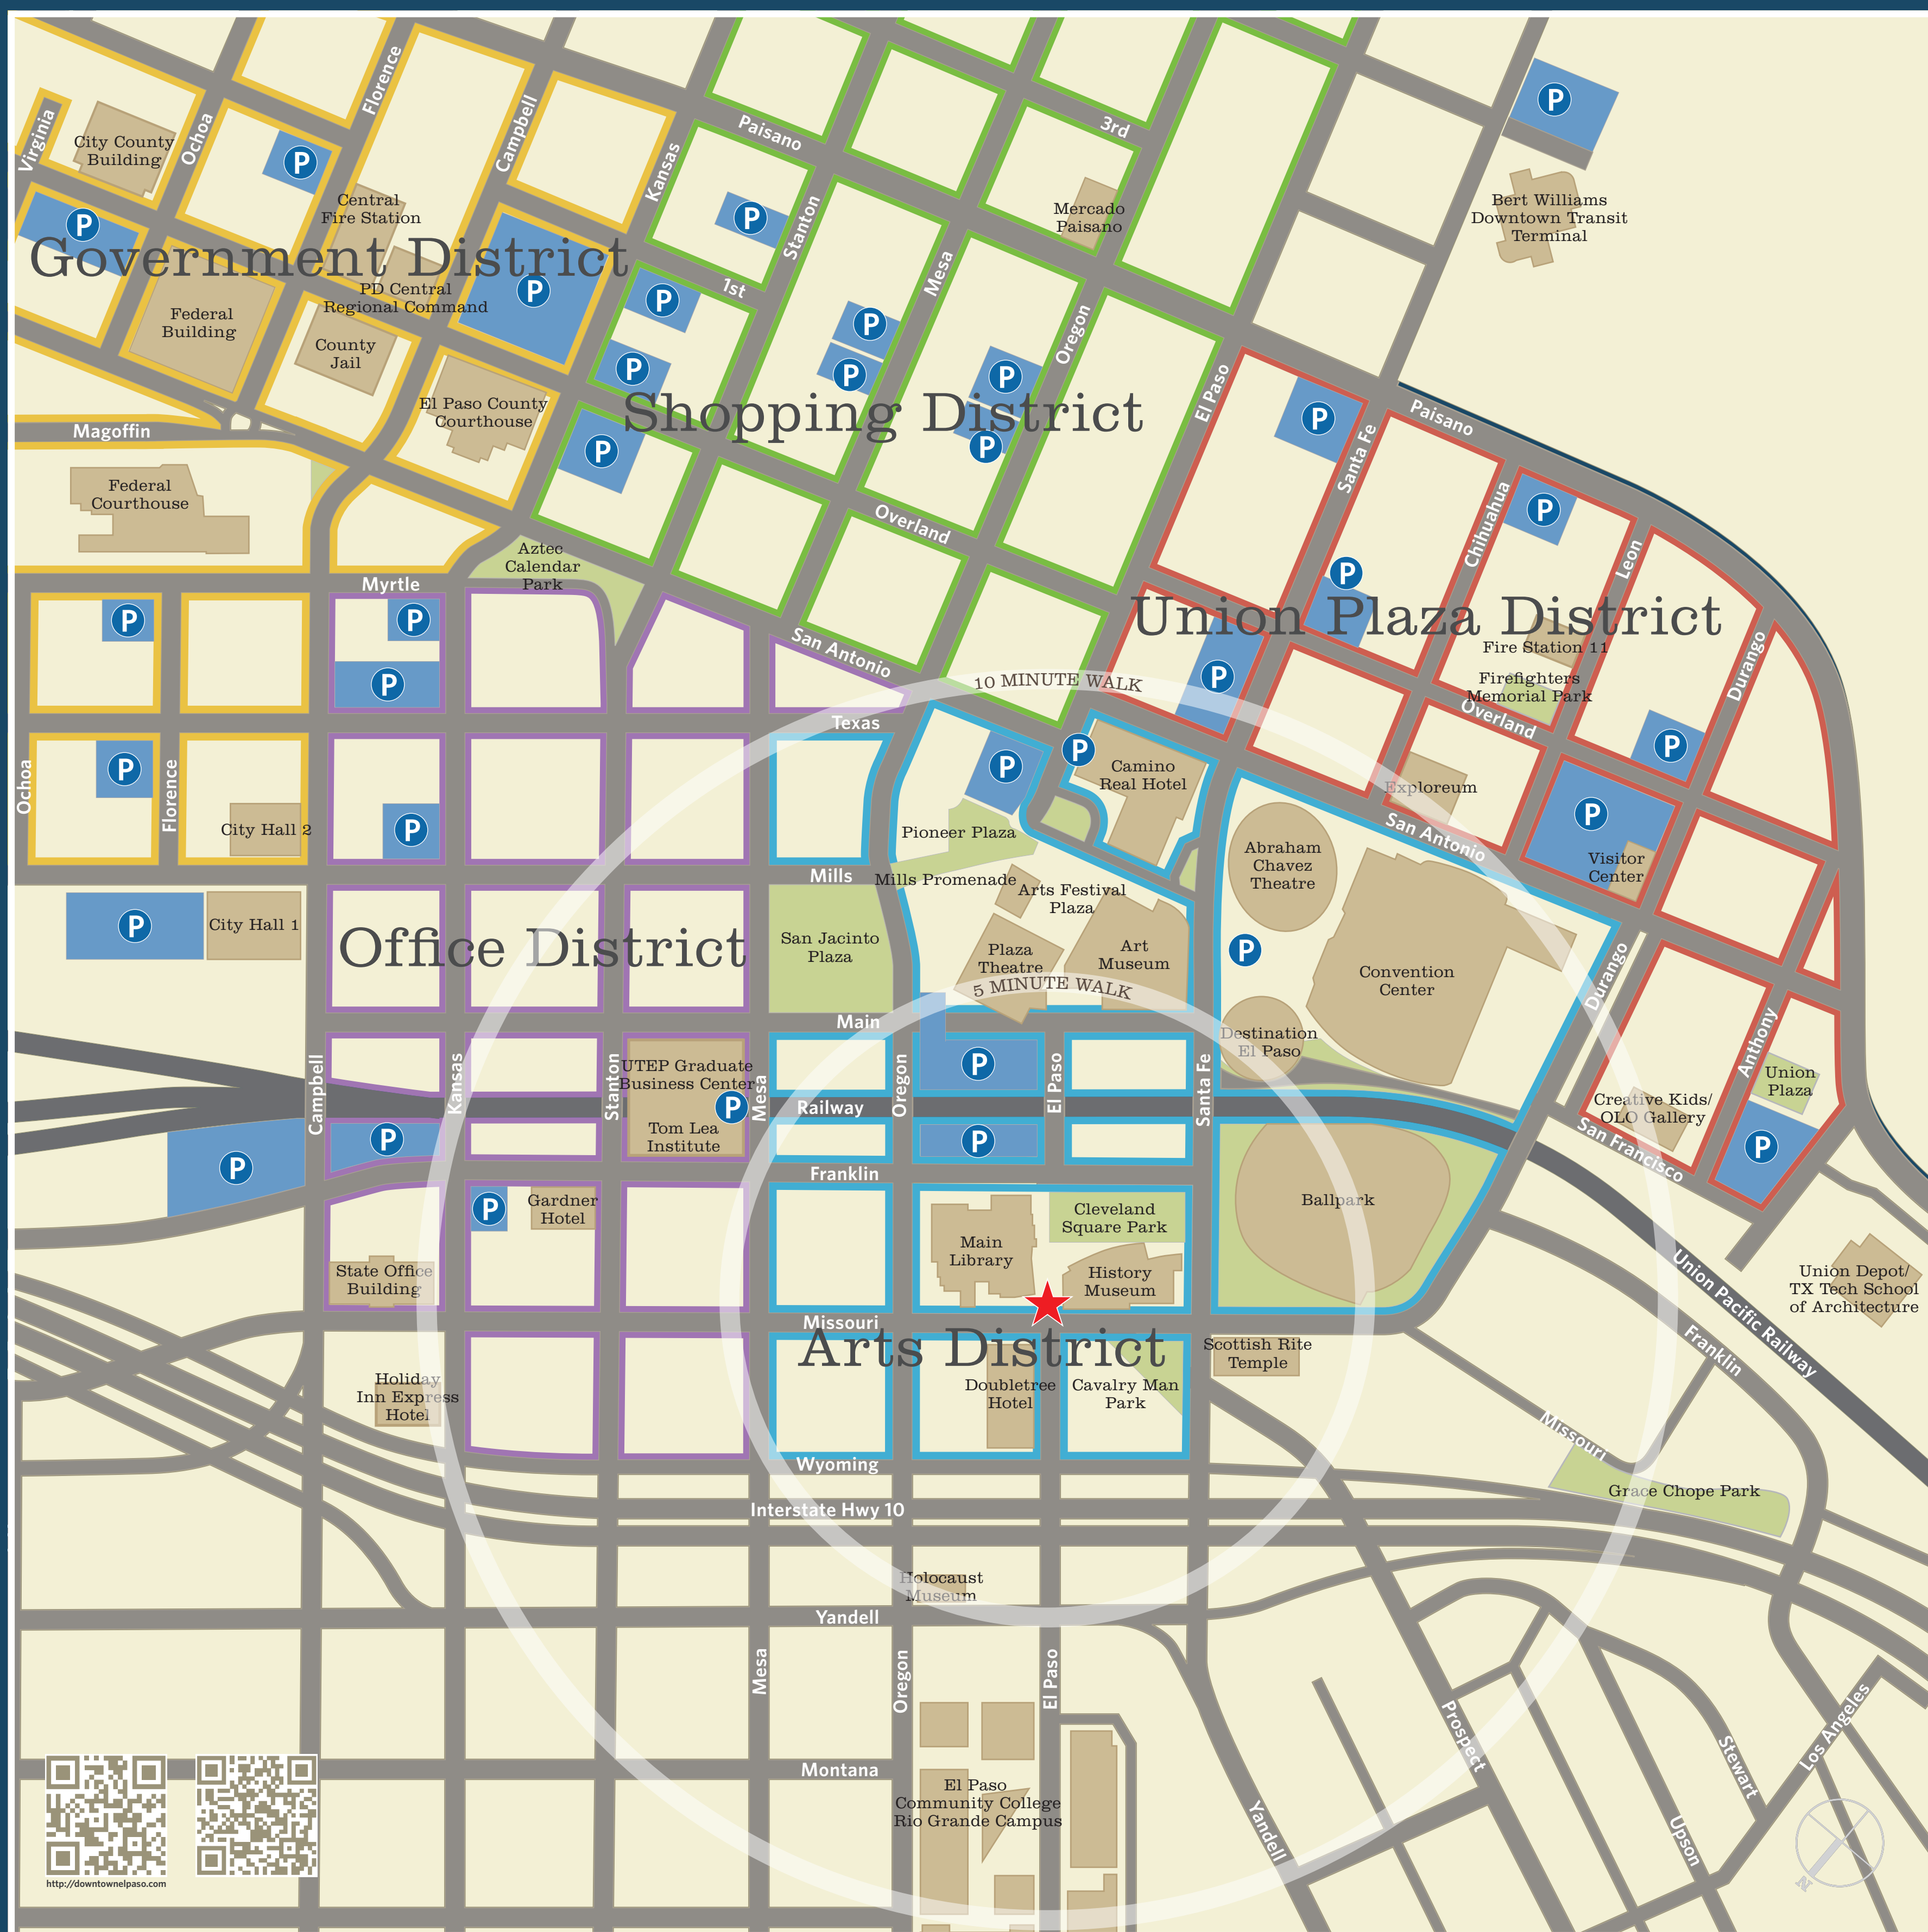 Florence
Virginia
Ochoa
Campbell
City County
Building
P
P
P
Paisano
3rd
Kansas
Central
Fire Station
P
Stanton
Mercado
Paisano
Bert Williams
Downtown Transit
Terminal
P
Government District
PD Central
Regional Command
P
1st
P
Mesa
Federal
Building
County
Jail
P
P
P
P
Oregon
El Paso
El Paso County
Courthouse
Shopping District
P
P
Paisano
Santa Fe
Magoffin
P
Federal
Courthouse
Chihuahua
P
Overland
Leon
Aztec
Calendar
Park
Myrtle
P
P
P
Union Plaza District
Fire Station 11
San Antonio
P
10 MINUTE WALK
P
Firefighters
Memorial Park
Durango
Overland
Texas
P
P
P
P
Camino
Real Hotel
Exploreum
Ochoa
Florence
City Hall 2
P
Pioneer Plaza
P
San Antonio
Abraham
Chavez
Theatre
Visitor
Center
Mills
Mills Promenade
Arts Festival
Plaza
P
City Hall 1
Office District
San Jacinto
Plaza
Plaza
Theatre
Art
Museum
P
Convention
Center
Durango
5 MINUTE WALK
Main
Destination
El Paso
Anthony
Campbell
Kansas
Stanton
UTEP Graduate
Business Center
Mesa
Oregon
P
El Paso
Santa Fe
Union
Plaza
P
Railway
Creative Kids/
OLO Gallery
P
P
Tom Lea
Institute
P
San Francisco
P
Franklin
P
Gardner
Hotel
Cleveland
Square Park
Ballpark
Main
Library
History
Museum
State Office
Building
Union Depot/
TX Tech School
of Architecture
Union Pacific Railway
Missouri
Arts District
Scottish Rite
Temple
Franklin
Holiday
Inn Express
Hotel
Doubletree
Hotel
Cavalry Man
Park
Missouri
Wyoming
Grace Chope Park
Interstate Hwy 10
Holocaust
Museum
Yandell
Mesa
Oregon
El Paso
Prospect
Los Angeles
Stewart
Montana
El Paso
Community College
Rio Grande Campus
Yandell
Upson
N
http://downtownelpaso.com